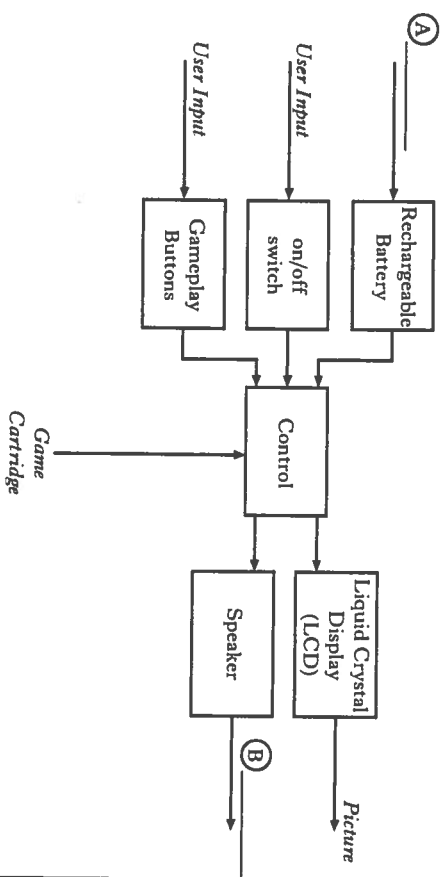 A
Rechargeable
Battery
User Input
on/off
switch
User Input
Gameplay
Buttons
Control
Game
Cartridge
Liquid Crystal
Display
(LCD)
Picture
Speaker
B